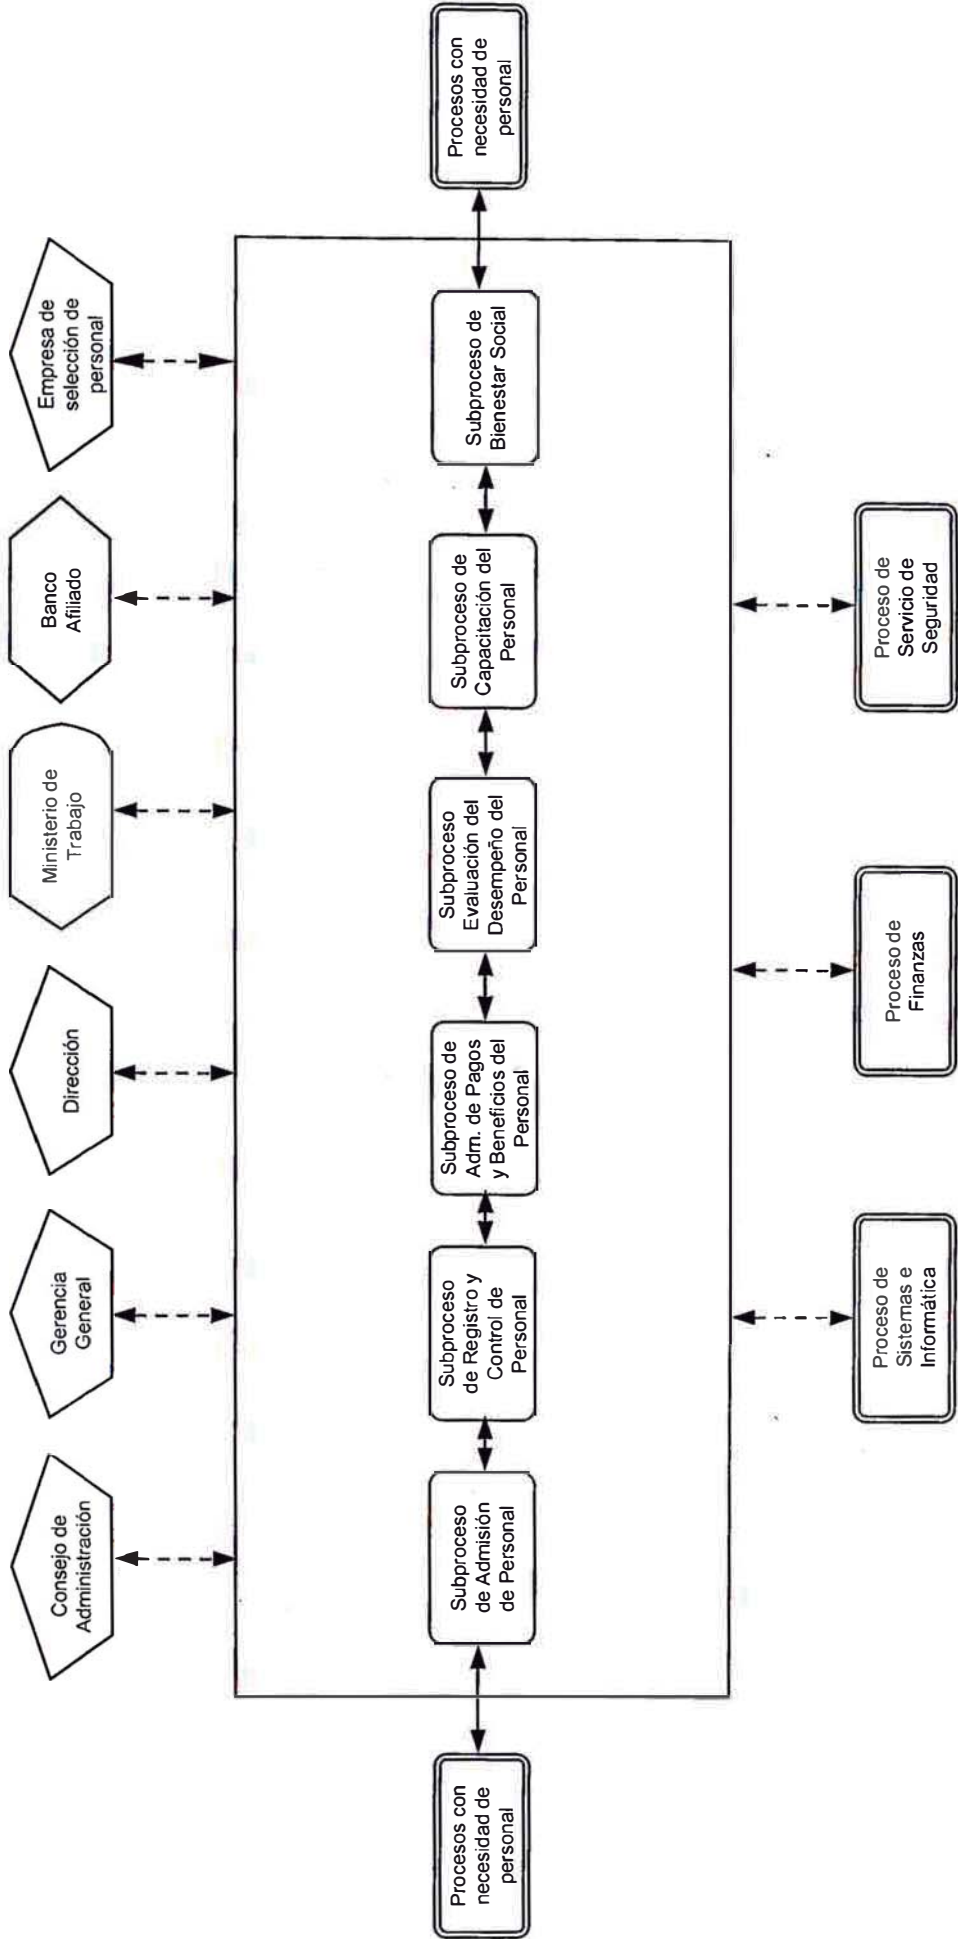 Consejo de
Administración
Gerencia
General
Dirección
Ministerio de
Trabajo
Banco
Afiliado
Empresa de
selección de
personal
Procesos con
necesidad de
personal
Subproceso
de Admisión
de Personal
Subproceso
de Registro y
Control de
Personal
Subproceso de
Adm. de Pagos
y Beneficios del
Personal
Subproceso
Evaluación del
Desempeño del
Personal
Subproceso de
Capacitación del
Personal
Subproceso de
Bienestar Social
Procesos con
necesidad de
personal
Proceso de
Sistemas e
Informática
Proceso de
Finanzas
Proceso de
Servicio de
Seguridad